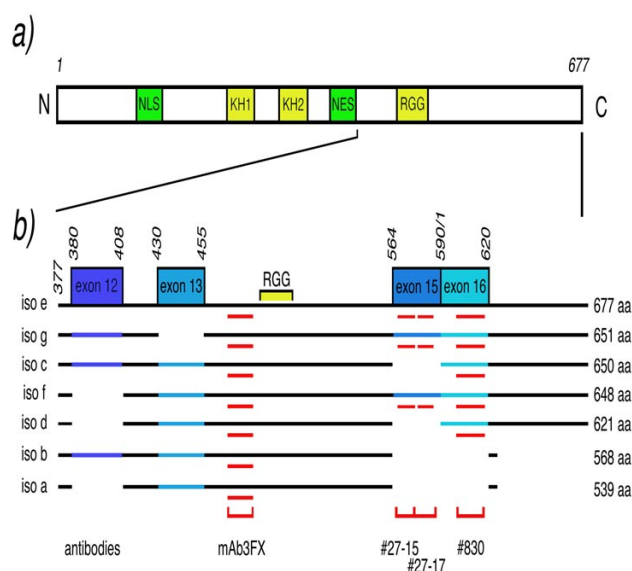 a)
1 677
N NLS KH1 KH2 NES RGG C
b)
377 380 408 430 455 564 590/1 620
exon 12 exon 13 RGG exon 15 exon 16
iso e 677 aa
iso g 651 aa
iso c 650 aa
iso f 648 aa
iso d 621 aa
iso b 568 aa
iso a 539 aa
antibodies mAb3FX #27-15 #830
#27-17